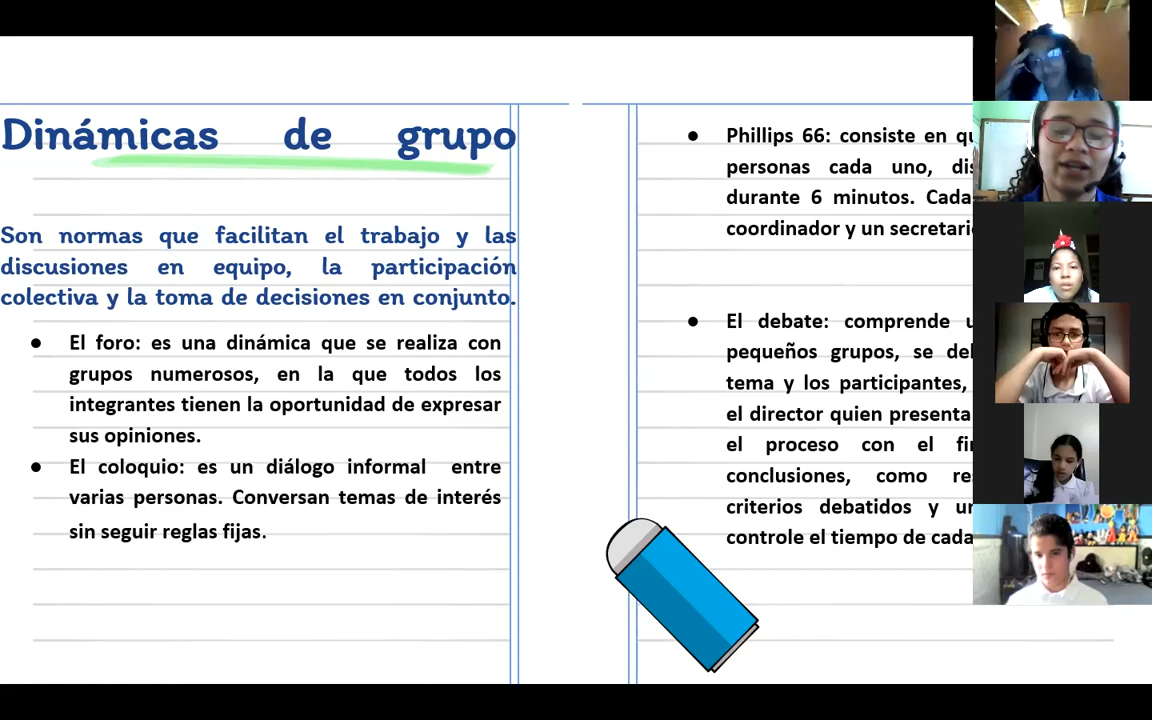 Dinámicas de grupo
Son normas que facilitan el trabajo y las
discusiones en equipo, la participación
colectiva y la toma de decisiones en conjunto.
● El foro: es una dinámica que se realiza con
grupos numerosos, en la que todos los
integrantes tienen la oportunidad de expresar
sus opiniones.
● El coloquio: es un diálogo informal entre
varias personas. Conversan temas de interés
sin seguir reglas fijas.
● Phillips 66: consiste en
personas cada uno,
durante 6 minutos. Cada
coordinador y un
● El debate: comprende
pequeños grupos, se
tema y los participantes,
el director quien presenta
el proceso con el
conclusiones, como
criterios debatidos y
controle el tiempo de cada